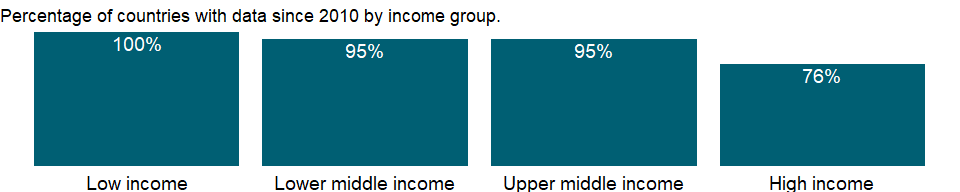 Percentage of countries with data since 2010 by income group.
100%
95%
95%
76%
Low income
Lower middle income
Upper middle income
High income